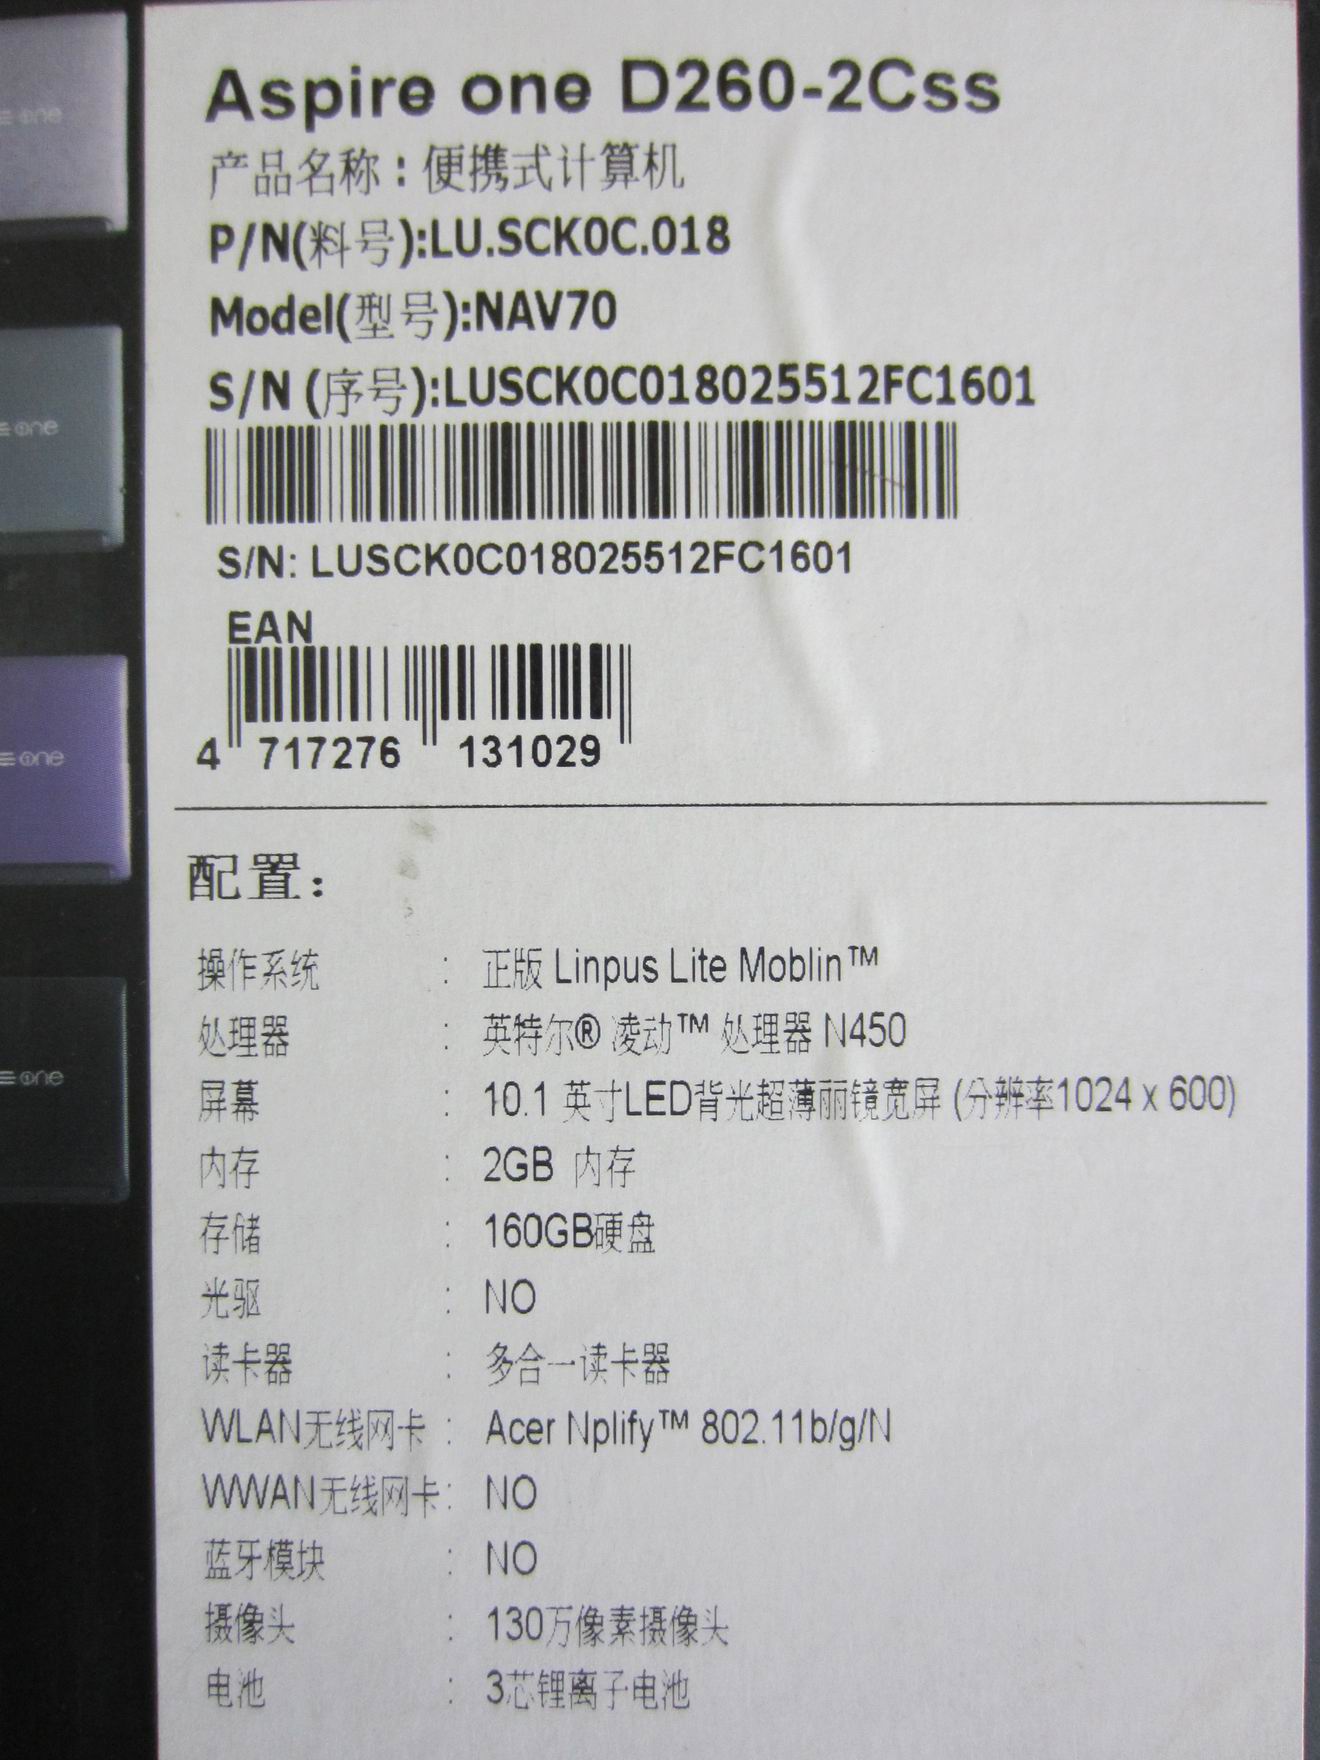 Aspire one D260-2Css
产品名称：便携式计算机
P/N(料号):LU.SCK0C.018
Model(型号):NAV70
S/N (序号):LUSCK0C018025512FC1601
S/N: LUSCK0C018025512FC1601
EAN
4 717276 131029
配置：
操作系统 : 正版 Linpus Lite Moblin™
处理器 : 英特尔® 凌动™ 处理器 N450
屏幕 : 10.1 英寸LED背光超薄丽镜宽屏 (分辨率1024 x 600)
内存 : 2GB 内存
存储 : 160GB硬盘
光驱 : NO
读卡器 : 多合一读卡器
WLAN无线网卡 : Acer Nplify™ 802.11b/g/N
WWAN无线网卡 : NO
蓝牙模块 : NO
摄像头 : 130万像素摄像头
电池 : 3芯锂离子电池
one
one
one
one